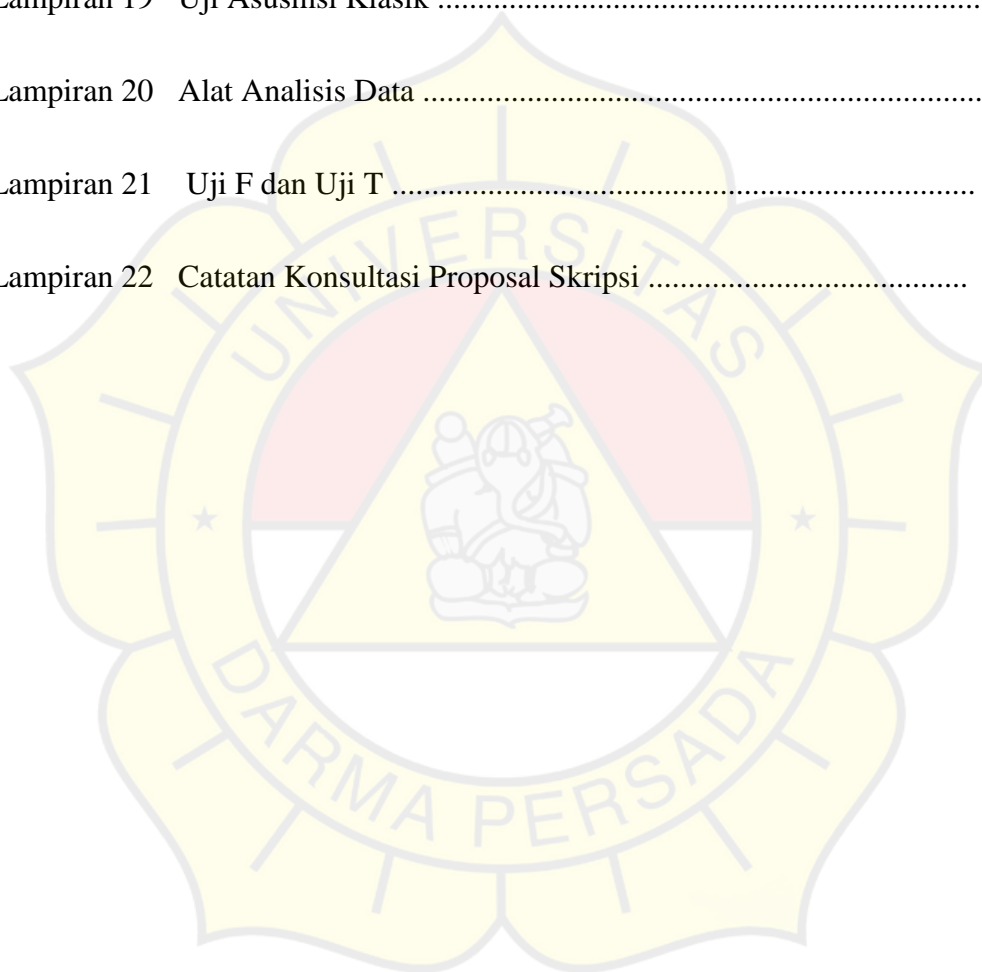 Lampiran 19 Uji Asusmsi Klasik ............................................................
Lampiran 20 Alat Analisis Data ......................................................................
Lampiran 21 Uji F dan Uji T .........................................................................
Lampiran 22 Catatan Konsultasi Proposal Skripsi ........................................
UNIVERSITAS
DARMA PERSADA